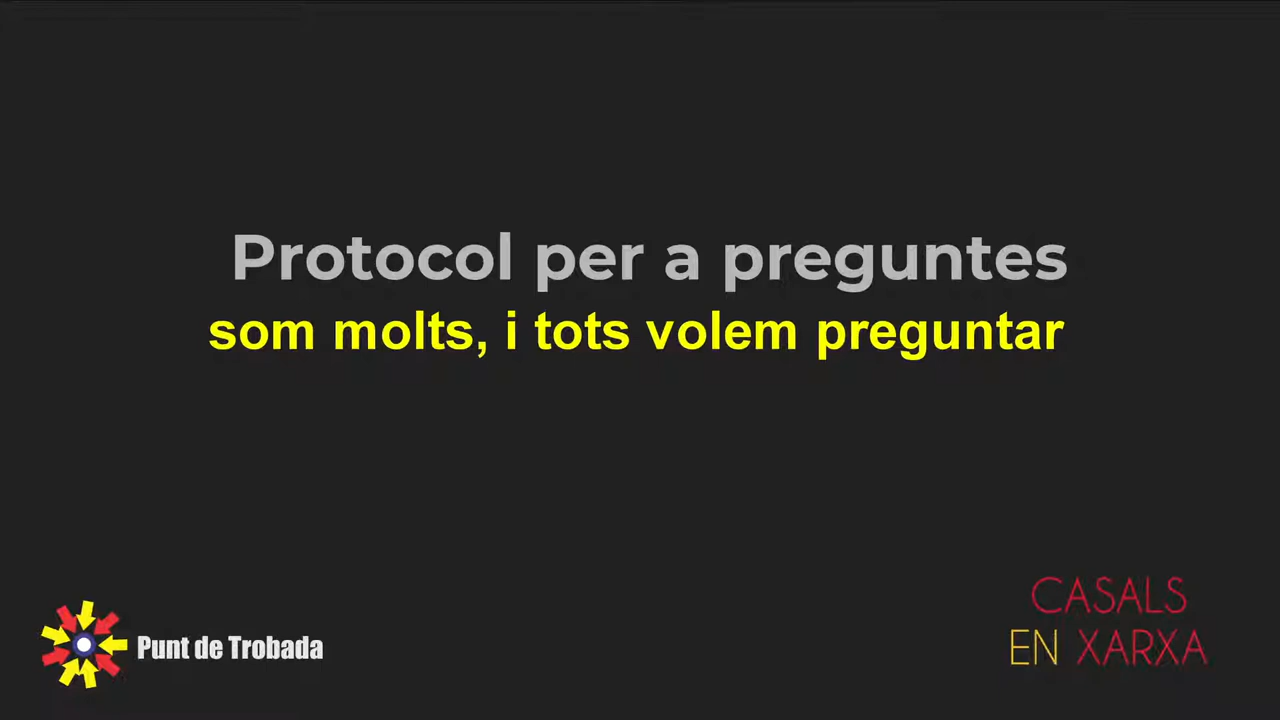 Protocol per a preguntes
som molts, i tots volem preguntar
Punt de Trobada
CASALS
EN XARXA